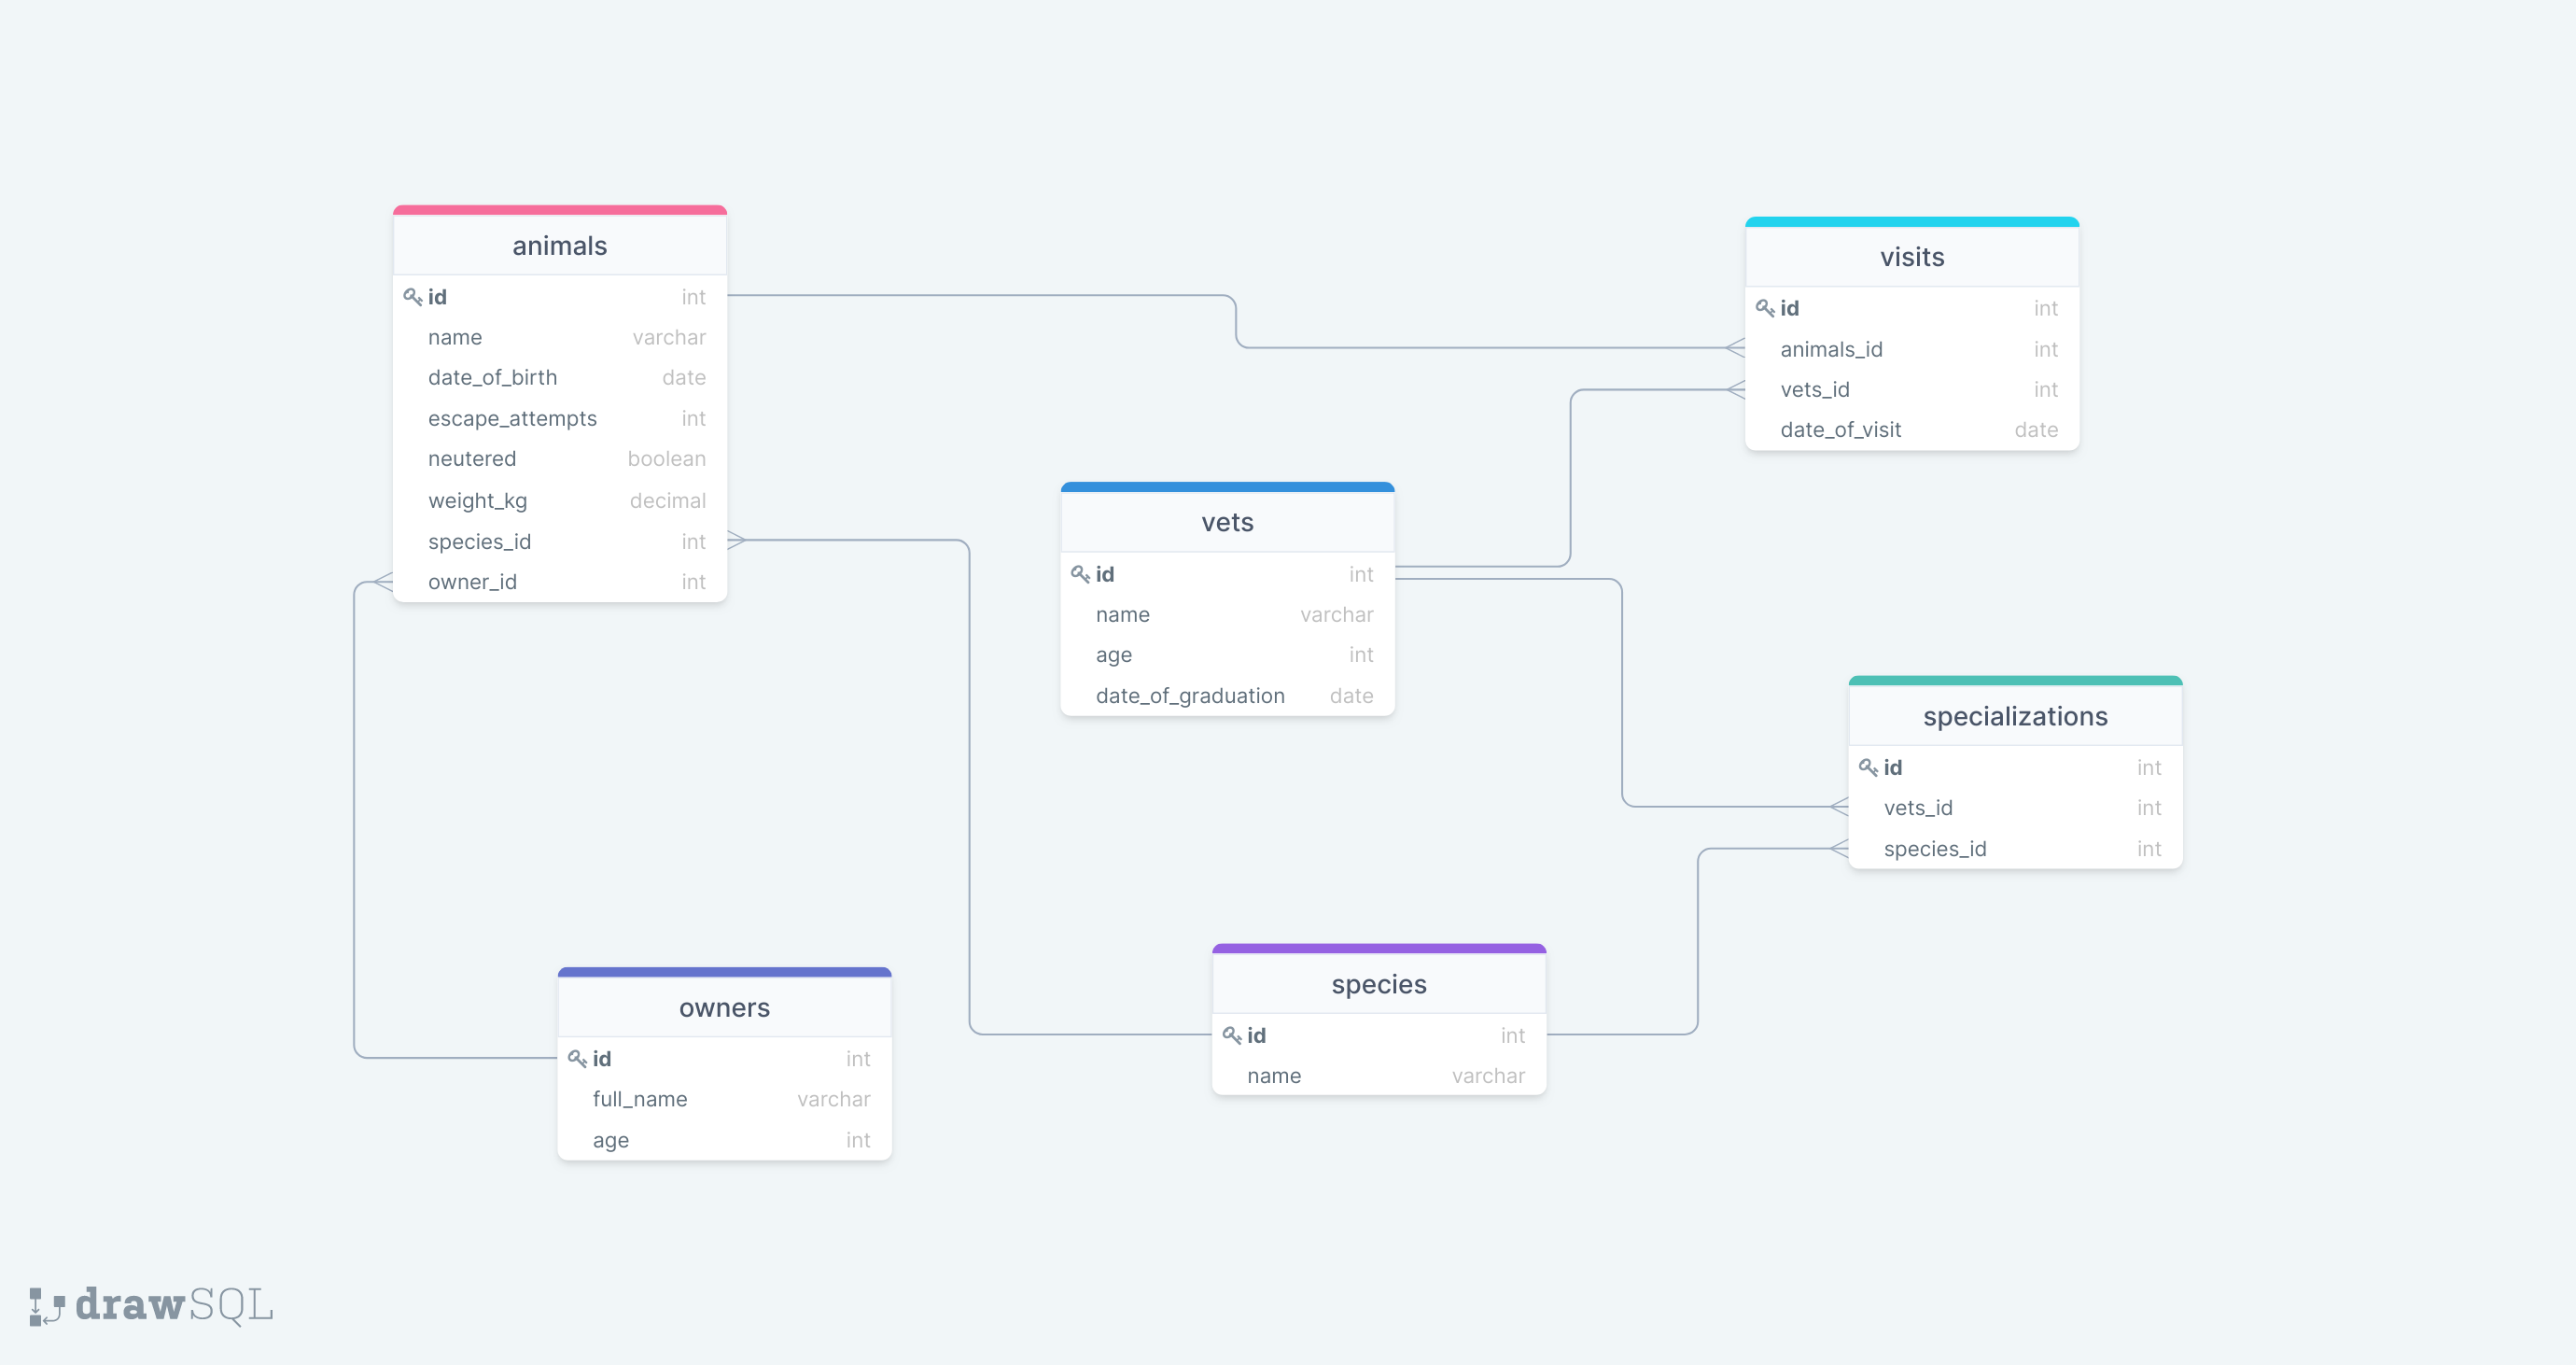 animals
id int
name varchar
date_of_birth date
escape_attempts int
neutered boolean
weight_kg decimal
species_id int
owner_id int
visits
id int
animals_id int
vets_id int
date_of_visit date
vets
id int
name varchar
age int
date_of_graduation date
specializations
id int
vets_id int
species_id int
owners
id int
full_name varchar
age int
species
id int
name varchar
drawSQL